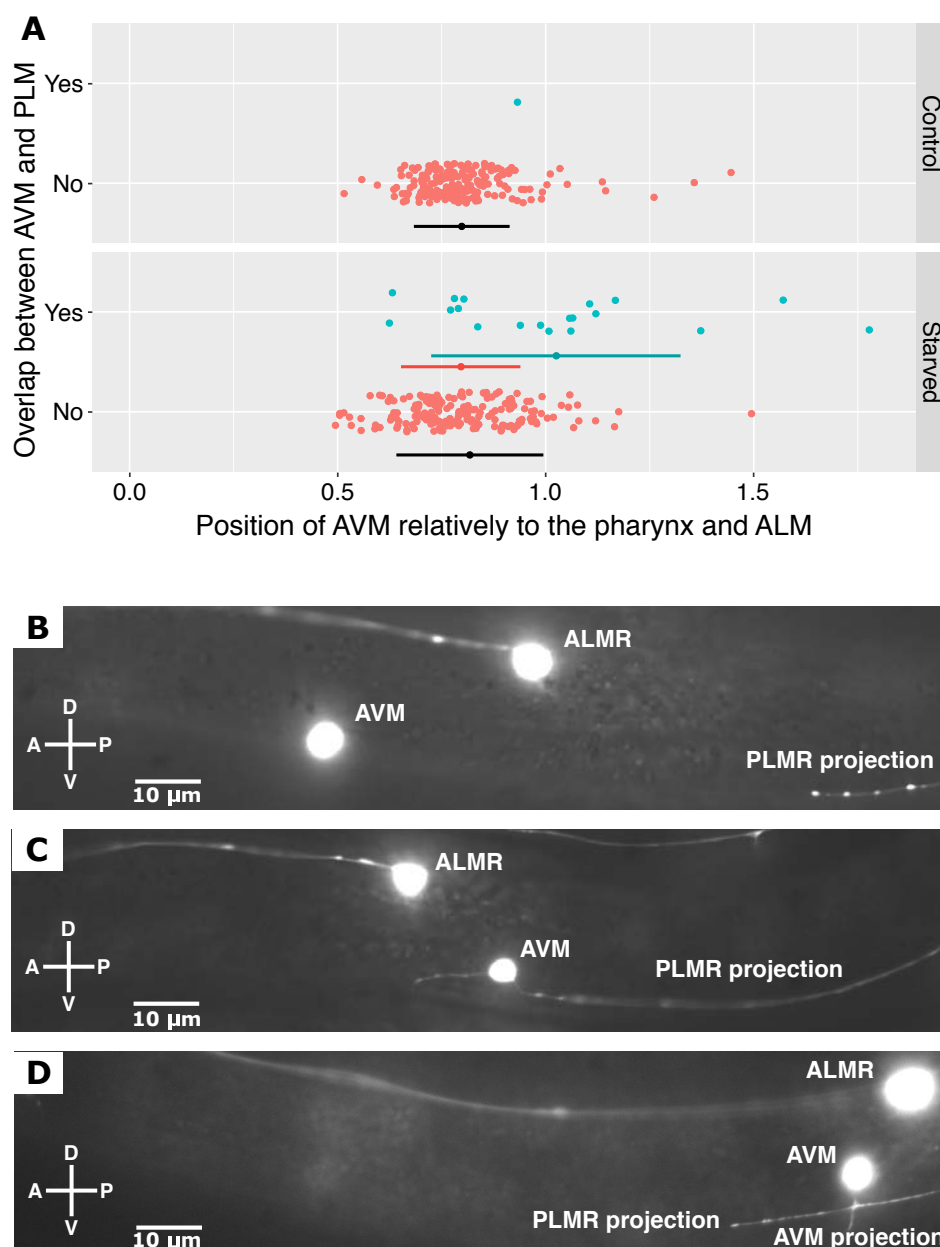 A
Overlap between AVM and PLM
Yes
No
Control
Yes
No
Starved
0.0 0.5 1.0 1.5
Position of AVM relatively to the pharynx and ALM
B
ALMR
AVM
D
A P
V
10 µm
PLMR projection
C
ALMR
AVM
D
A P
V
10 µm
PLMR projection
D
ALMR
AVM
D
A P
V
10 µm
PLMR projection
AVM projection